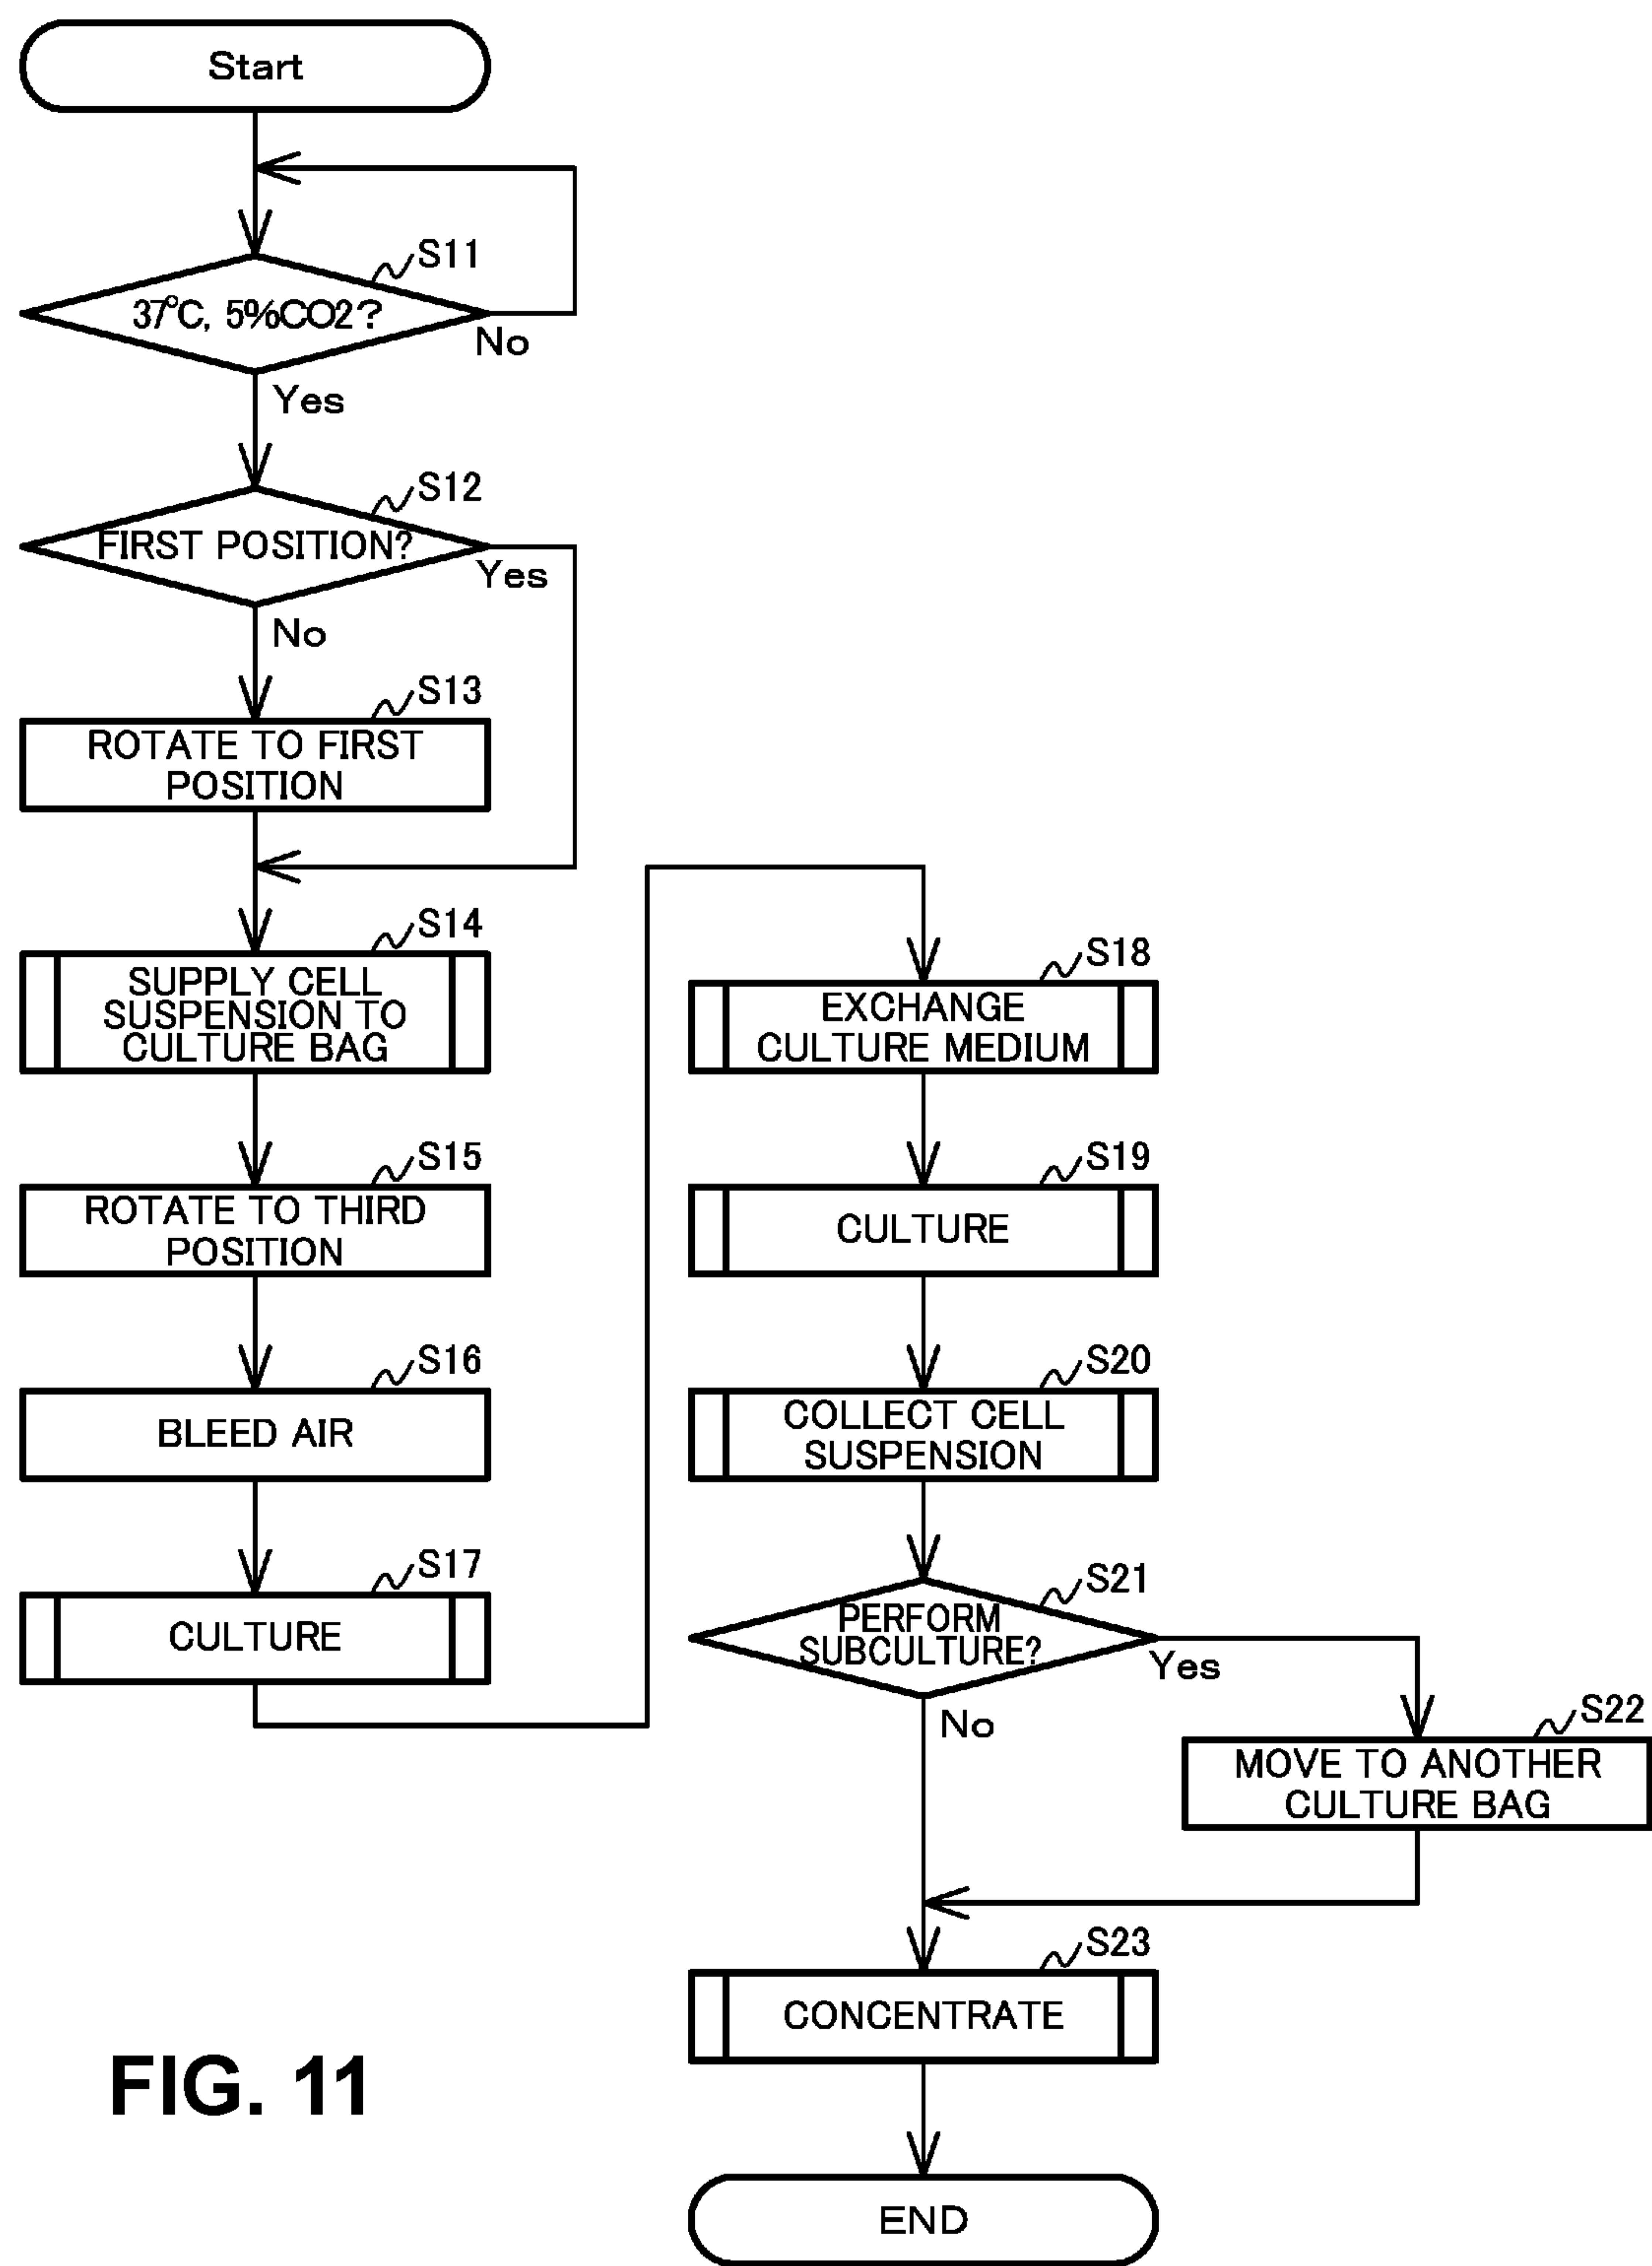 Start
S11
37°C, 5%CO2?
No
Yes
S12
FIRST POSITION?
Yes
No
S13
ROTATE TO FIRST
POSITION
S14
SUPPLY CELL
SUSPENSION TO
CULTURE BAG
S15
ROTATE TO THIRD
POSITION
S16
BLEED AIR
S17
CULTURE
S18
EXCHANGE
CULTURE MEDIUM
S19
CULTURE
S20
COLLECT CELL
SUSPENSION
S21
PERFORM
SUBCULTURE?
Yes
No
S22
MOVE TO ANOTHER
CULTURE BAG
S23
CONCENTRATE
END
FIG. 11